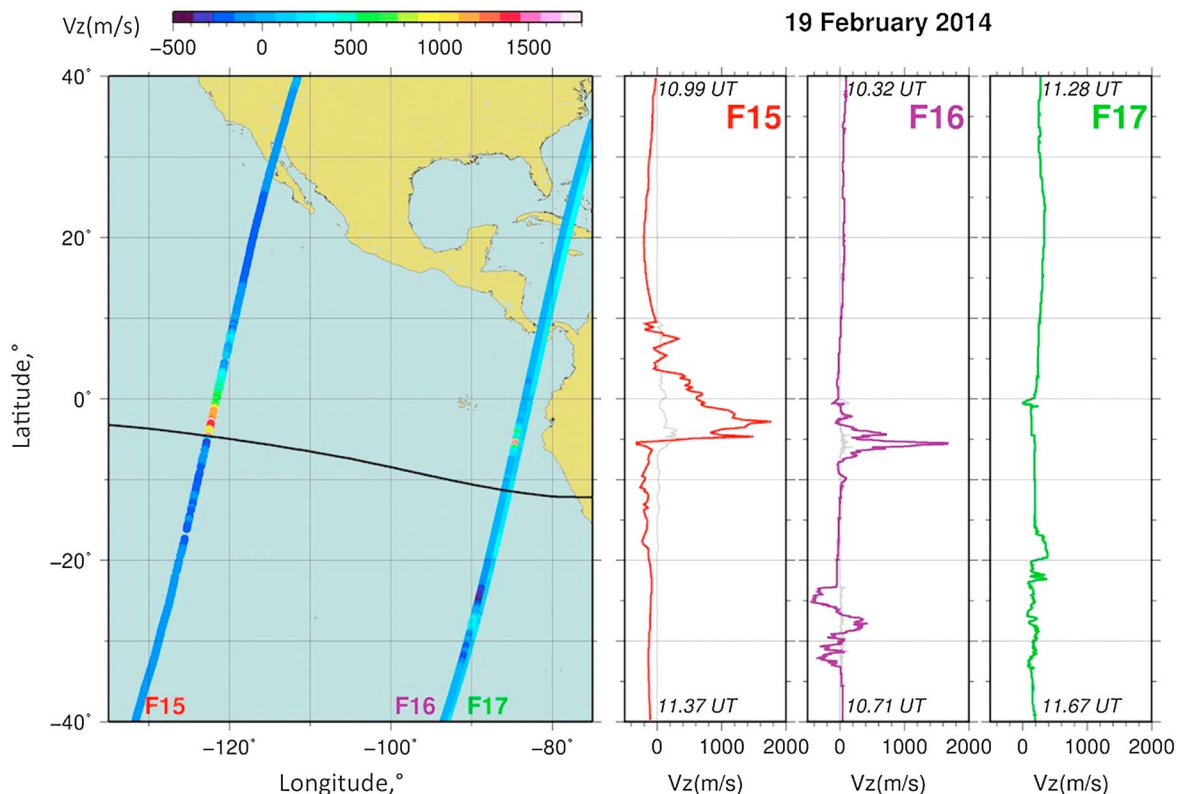 Vz(m/s)
−500 0 500 1000 1500
19 February 2014
40°
20°
0°
−20°
−40°
Latitude,°
F15
F16
F17
−120° −100° −80°
Longitude,°
10.99 UT
F15
11.37 UT
0 1000 2000
Vz(m/s)
10.32 UT
F16
10.71 UT
0 1000 2000
Vz(m/s)
11.28 UT
F17
11.67 UT
0 1000 2000
Vz(m/s)